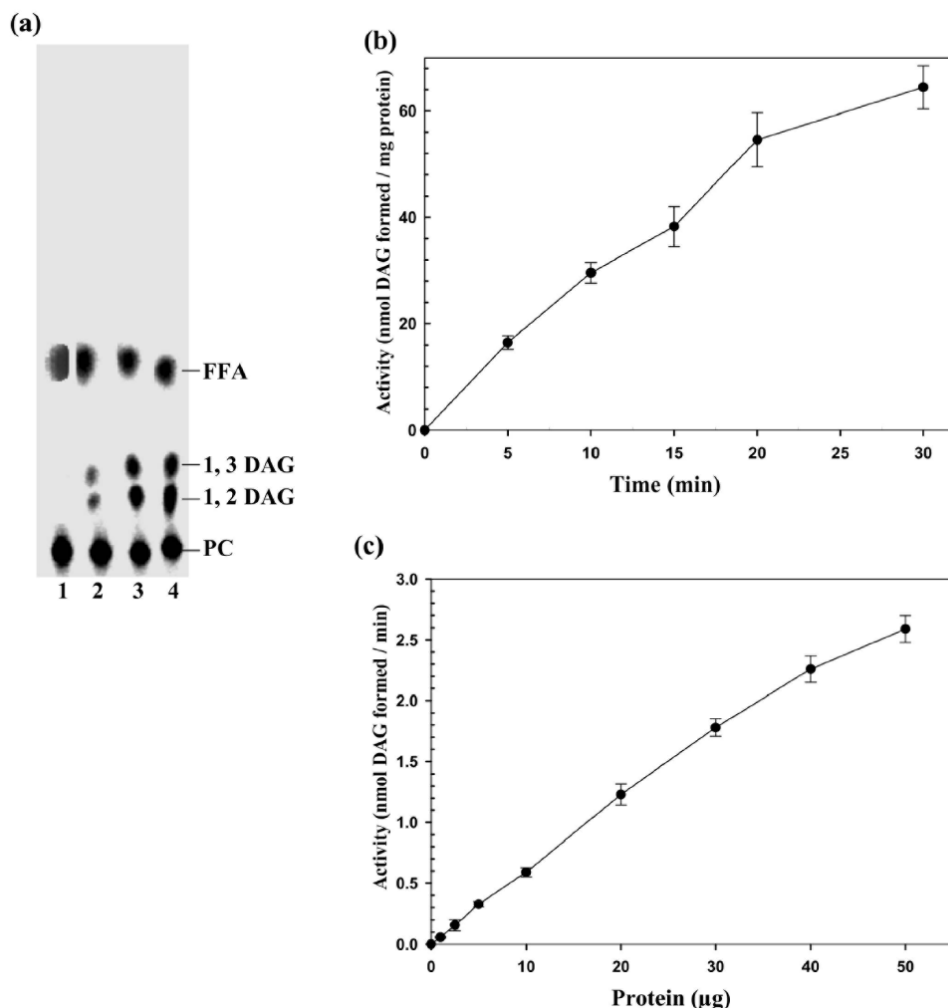 (a)
FFA
1, 3 DAG
1, 2 DAG
PC
1 2 3 4
(b)
Activity (nmol DAG formed / mg protein)
60
40
20
0
0 5 10 15 20 25 30
Time (min)
(c)
Activity (nmol DAG formed / min)
3.0
2.5
2.0
1.5
1.0
0.5
0.0
0 10 20 30 40 50
Protein (µg)